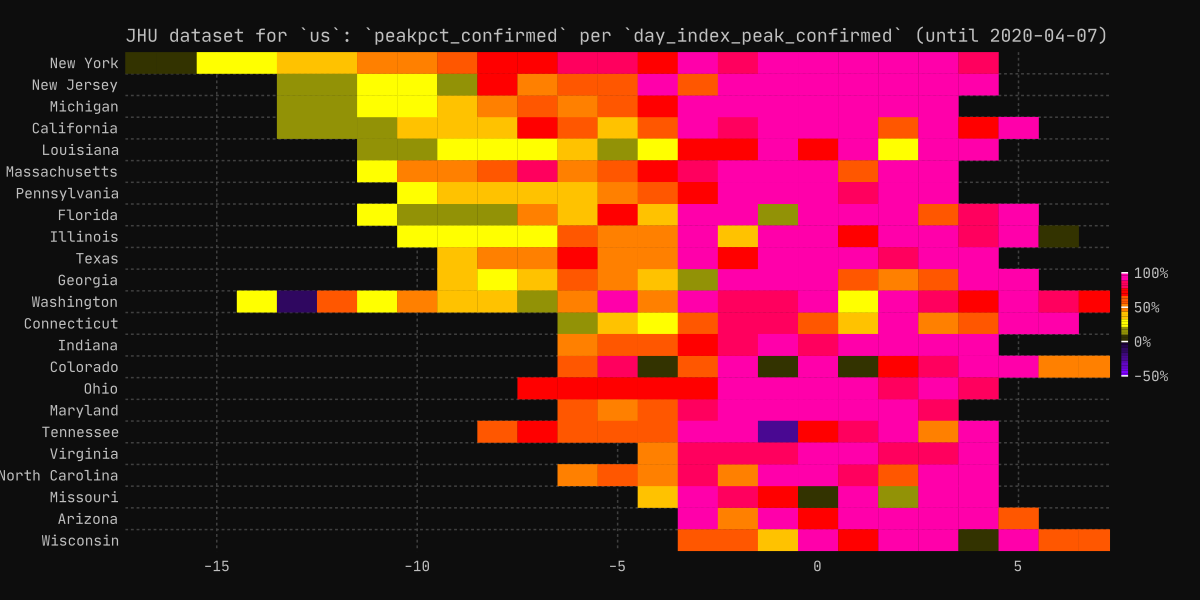 JHU dataset for `us`: `peakpct_confirmed` per `day_index_peak_confirmed` (until 2020-04-07)
New York
New Jersey
Michigan
California
Louisiana
Massachusetts
Pennsylvania
Florida
Illinois
Texas
Georgia
Washington
Connecticut
Indiana
Colorado
Ohio
Maryland
Tennessee
Virginia
North Carolina
Missouri
Arizona
Wisconsin
100%
50%
0%
-50%
-15 -10 -5 0 5